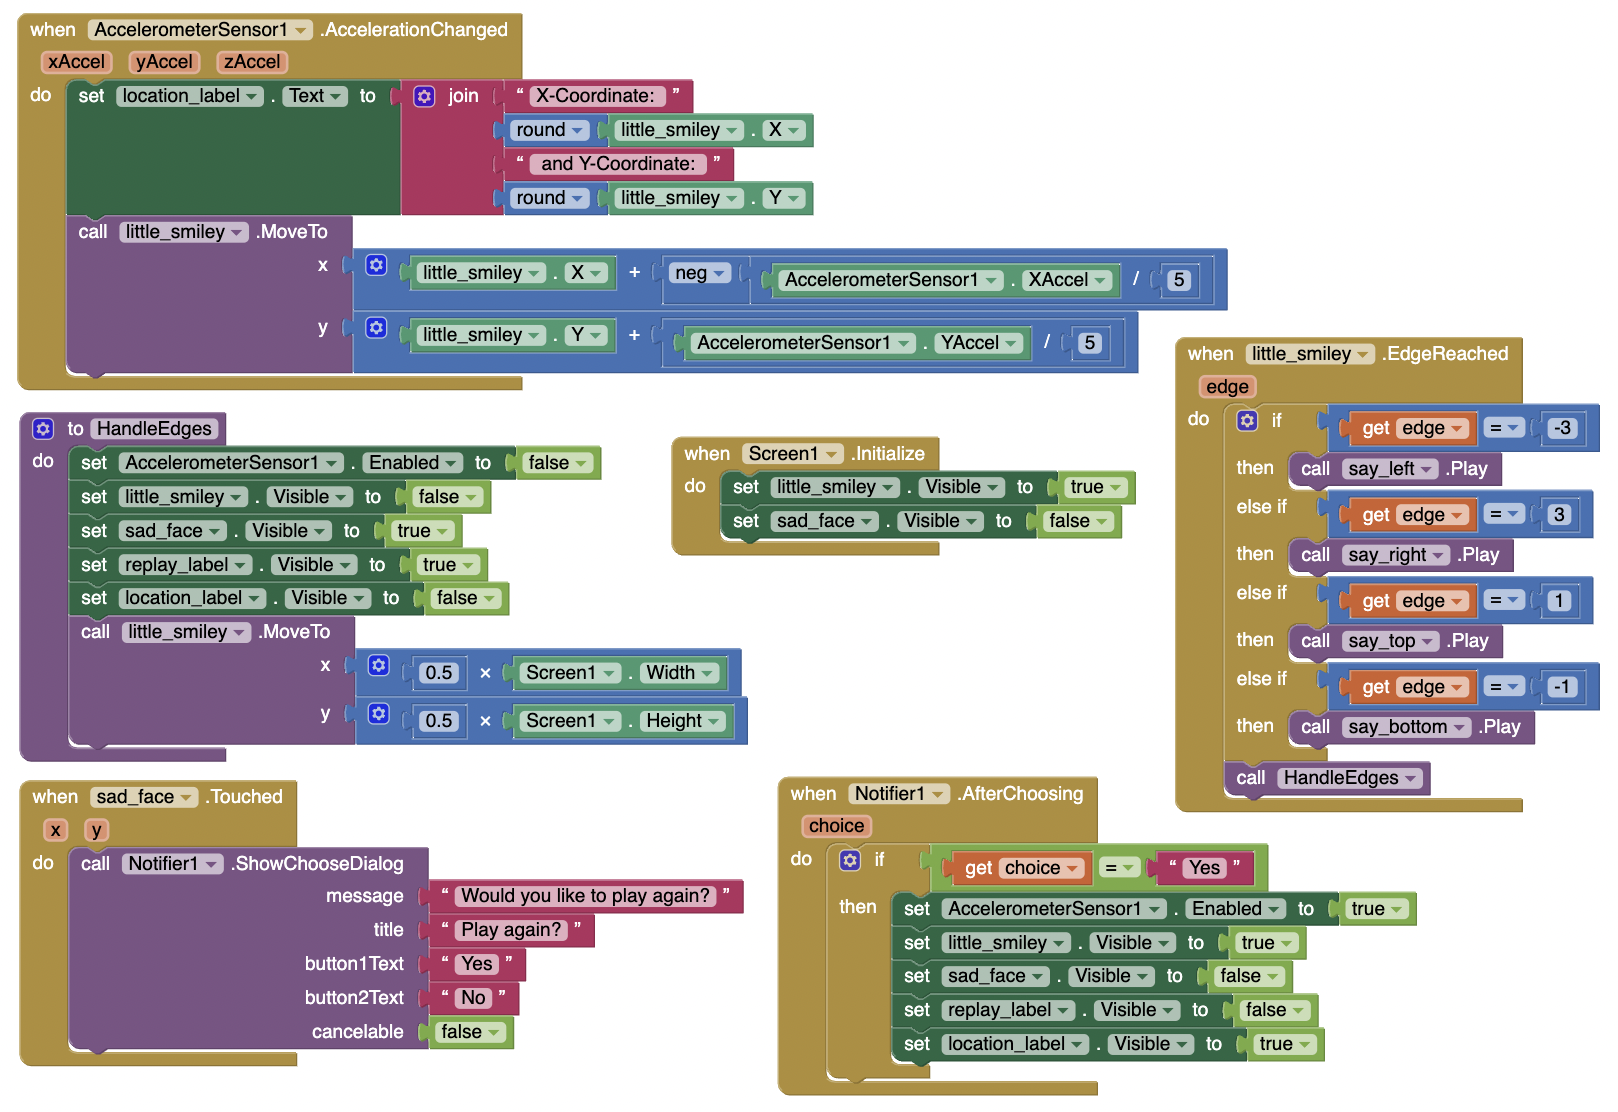 when AccelerometerSensor1 .AccelerationChanged
xAccel yAccel zAccel
do set location_label . Text to join “ X-Coordinate: ”
round little_smiley . X
“ and Y-Coordinate: ”
round little_smiley . Y
call little_smiley .MoveTo
x little_smiley . X + neg AccelerometerSensor1 . XAccel / 5
y little_smiley . Y + AccelerometerSensor1 . YAccel / 5
when little_smiley .EdgeReached
edge
do if get edge = -3
then call say_left .Play
else if get edge = 3
then call say_right .Play
else if get edge = 1
then call say_top .Play
else if get edge = -1
then call say_bottom .Play
call HandleEdges
to HandleEdges
do set AccelerometerSensor1 . Enabled to false
set little_smiley . Visible to false
set sad_face . Visible to true
set replay_label . Visible to true
set location_label . Visible to false
call little_smiley .MoveTo
x 0.5 × Screen1 . Width
y 0.5 × Screen1 . Height
when Screen1 .Initialize
do set little_smiley . Visible to true
set sad_face . Visible to false
when sad_face .Touched
x y
do call Notifier1 .ShowChooseDialog
message “ Would you like to play again? ”
title “ Play again? ”
button1Text “ Yes ”
button2Text “ No ”
cancelable false
when Notifier1 .AfterChoosing
choice
do if get choice = “ Yes ”
then set AccelerometerSensor1 . Enabled to true
set little_smiley . Visible to true
set sad_face . Visible to false
set replay_label . Visible to false
set location_label . Visible to true